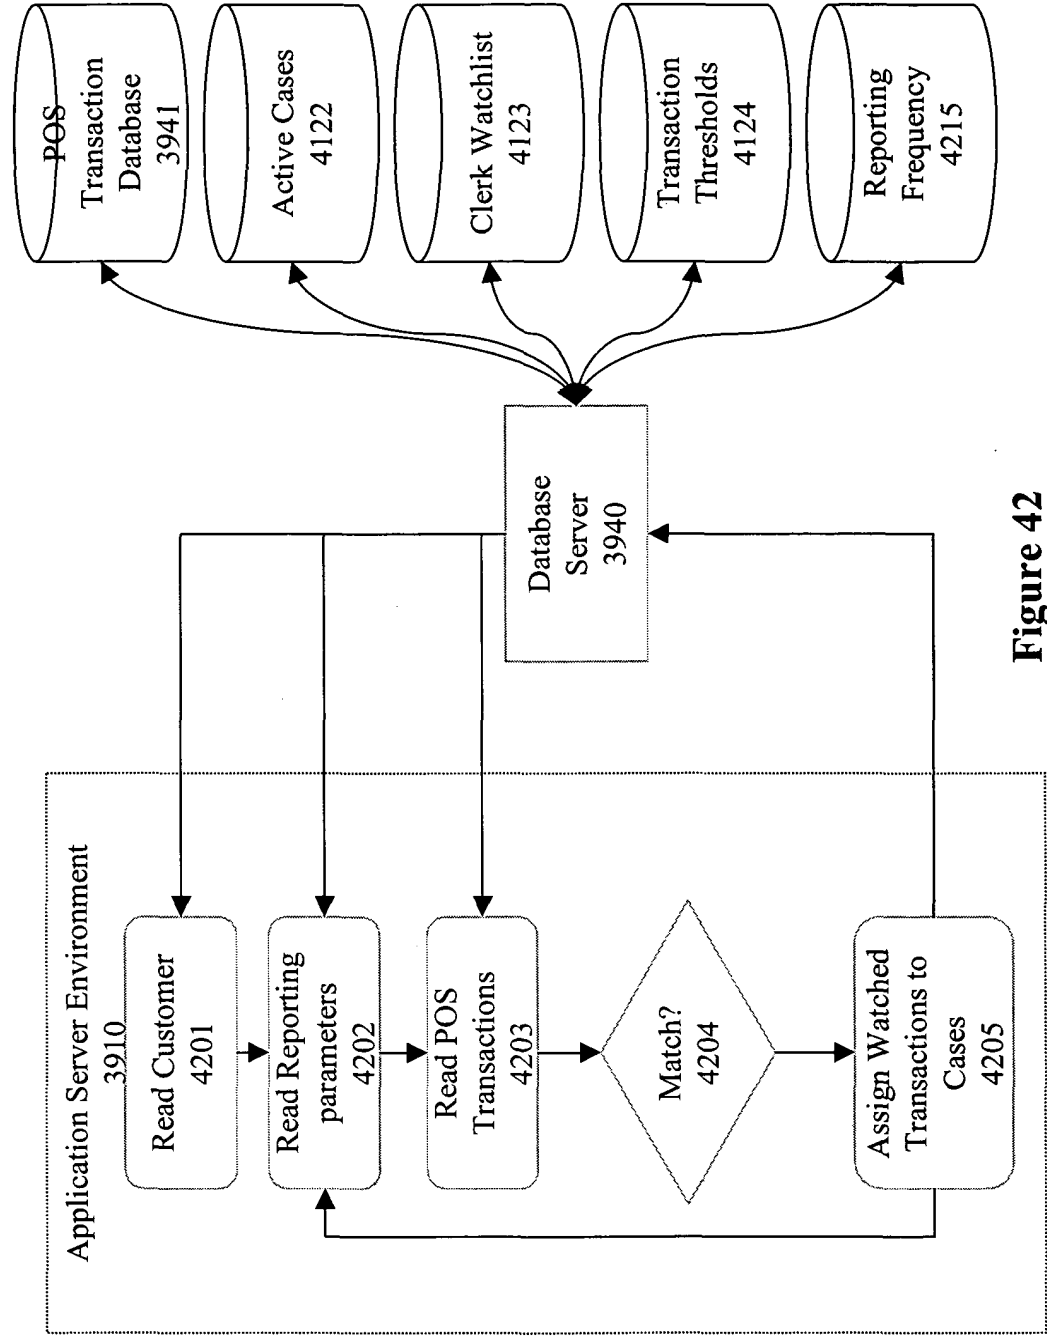 Application Server Environment
3910
Read Customer
4201
Read Reporting
parameters
4202
Read POS
Transactions
4203
Match?
4204
Assign Watched
Transactions to
Cases
4205
Database
Server
3940
POS
Transaction
Database
3941
Active Cases
4122
Clerk Watchlist
4123
Transaction
Thresholds
4124
Reporting
Frequency
4215
Figure 42